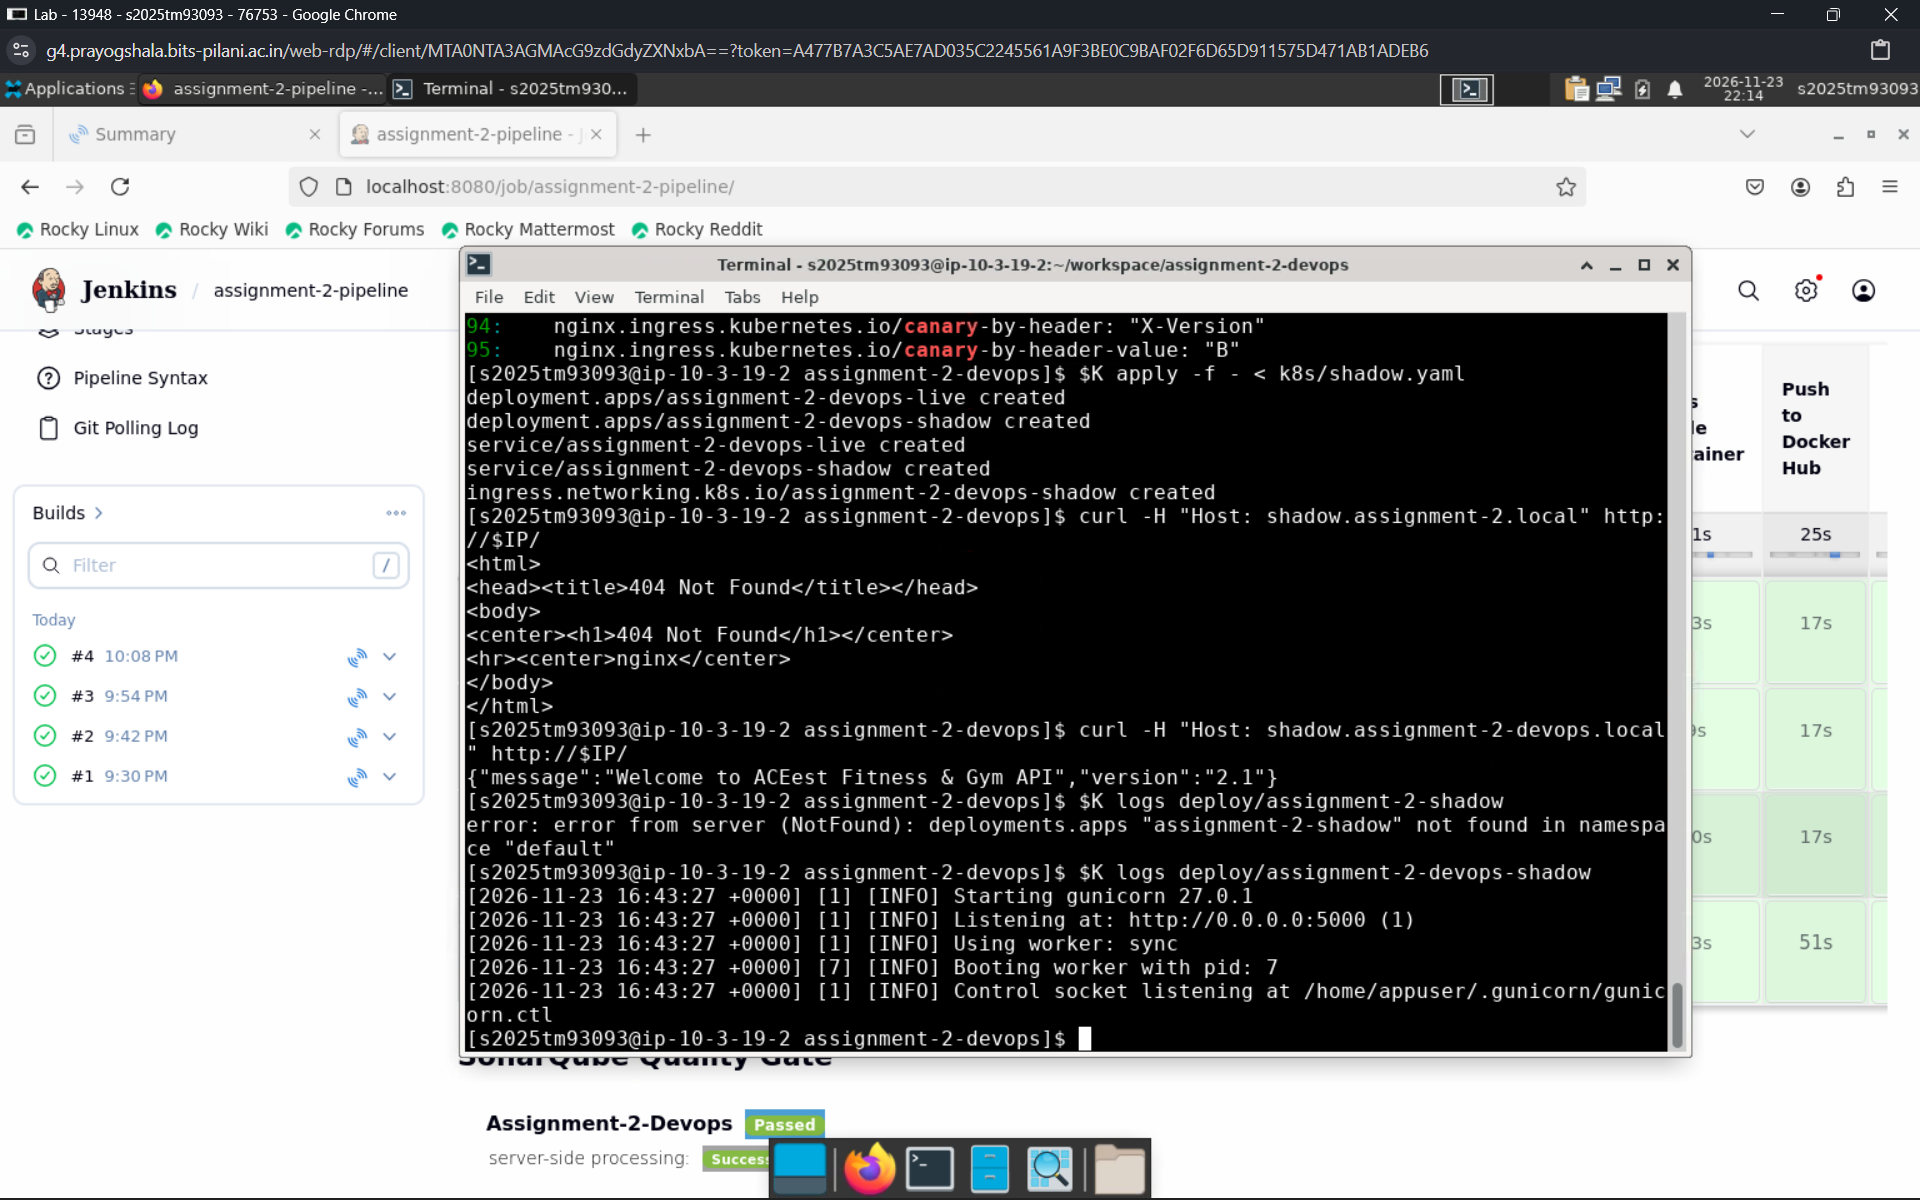 Lab - 13948 - s2025tm93093 - 76753 - Google Chrome
g4.prayogshala.bits-pilani.ac.in/web-rdp/#/client/MTA0NTA3AGMAcG9zdGdyZXNxbA==?token=A477B7A3C5AE7AD035C2245561A9F3BE0C9BAF02F6D65D911575D471AB1ADEB6
Applications
assignment-2-pipeline -...
Terminal - s2025tm930...
2026-11-23
22:14
s2025tm93093
Summary
assignment-2-pipeline -
localhost:8080/job/assignment-2-pipeline/
Rocky Linux
Rocky Wiki
Rocky Forums
Rocky Mattermost
Rocky Reddit
Jenkins / assignment-2-pipeline
Stages
Pipeline Syntax
Git Polling Log
Builds
Filter /
Today
#4 10:08 PM
#3 9:54 PM
#2 9:42 PM
#1 9:30 PM
Terminal - s2025tm93093@ip-10-3-19-2:~/workspace/assignment-2-devops
File Edit View Terminal Tabs Help
94:    nginx.ingress.kubernetes.io/canary-by-header: "X-Version"
95:    nginx.ingress.kubernetes.io/canary-by-header-value: "B"
[s2025tm93093@ip-10-3-19-2 assignment-2-devops]$ $K apply -f - < k8s/shadow.yaml
deployment.apps/assignment-2-devops-live created
deployment.apps/assignment-2-devops-shadow created
service/assignment-2-devops-live created
service/assignment-2-devops-shadow created
ingress.networking.k8s.io/assignment-2-devops-shadow created
[s2025tm93093@ip-10-3-19-2 assignment-2-devops]$ curl -H "Host: shadow.assignment-2.local" http:
//$IP/
<html>
<head><title>404 Not Found</title></head>
<body>
<center><h1>404 Not Found</h1></center>
<hr><center>nginx</center>
</body>
</html>
[s2025tm93093@ip-10-3-19-2 assignment-2-devops]$ curl -H "Host: shadow.assignment-2-devops.local
" http://$IP/
{"message":"Welcome to ACEest Fitness & Gym API","version":"2.1"}
[s2025tm93093@ip-10-3-19-2 assignment-2-devops]$ $K logs deploy/assignment-2-shadow
error: error from server (NotFound): deployments.apps "assignment-2-shadow" not found in namespa
ce "default"
[s2025tm93093@ip-10-3-19-2 assignment-2-devops]$ $K logs deploy/assignment-2-devops-shadow
[2026-11-23 16:43:27 +0000] [1] [INFO] Starting gunicorn 27.0.1
[2026-11-23 16:43:27 +0000] [1] [INFO] Listening at: http://0.0.0.0:5000 (1)
[2026-11-23 16:43:27 +0000] [1] [INFO] Using worker: sync
[2026-11-23 16:43:27 +0000] [7] [INFO] Booting worker with pid: 7
[2026-11-23 16:43:27 +0000] [1] [INFO] Control socket listening at /home/appuser/.gunicorn/gunic
orn.ctl
[s2025tm93093@ip-10-3-19-2 assignment-2-devops]$
Push
to
Docker
Hub
ainer
1s
25s
3s
17s
17s
0s
17s
3s
51s
SonarQube Quality Gate
Assignment-2-Devops Passed
server-side processing: Success